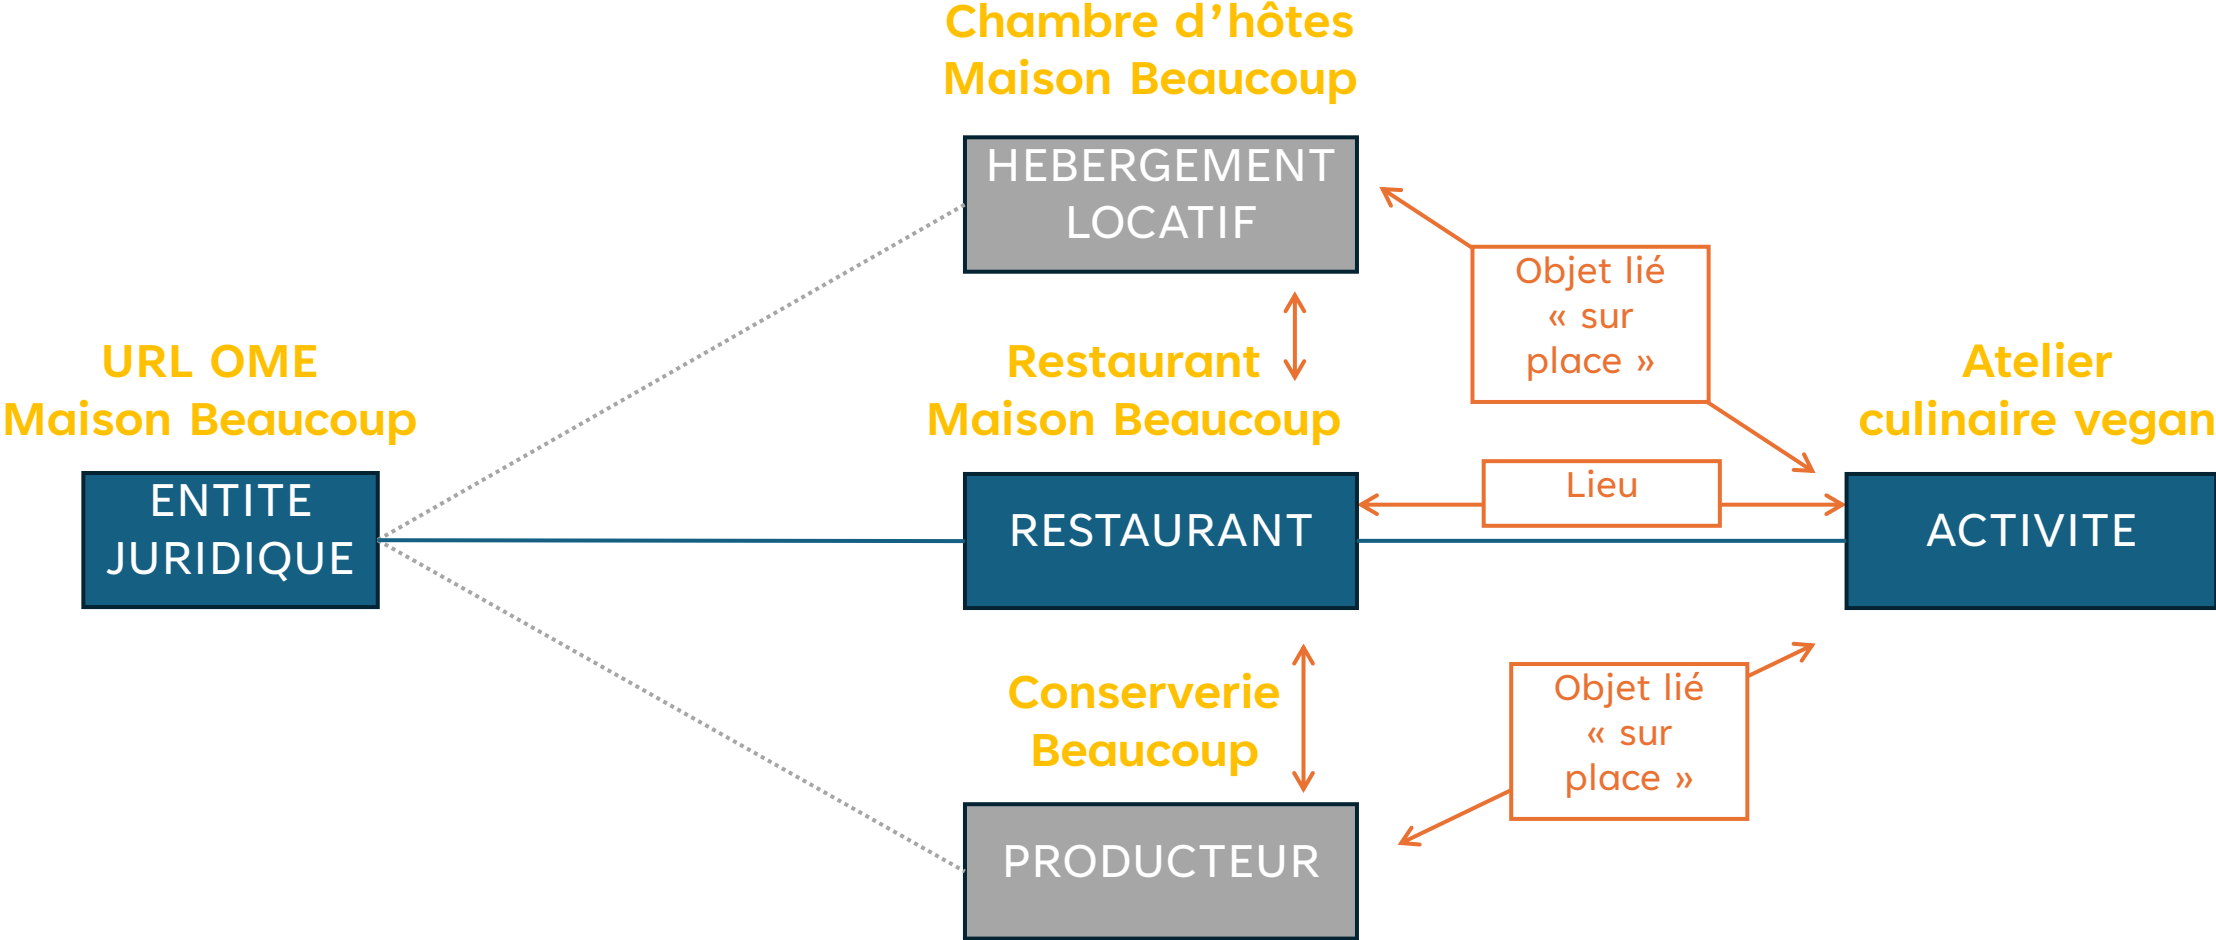 Chambre d’hôtes
Maison Beaucoup
HEBERGEMENT
LOCATIF
Objet lié
« sur
place »
URL OME
Maison Beaucoup
ENTITE
JURIDIQUE
Restaurant
Maison Beaucoup
RESTAURANT
Lieu
Atelier
culinaire vegan
ACTIVITE
Conserverie
Beaucoup
PRODUCTEUR
Objet lié
« sur
place »